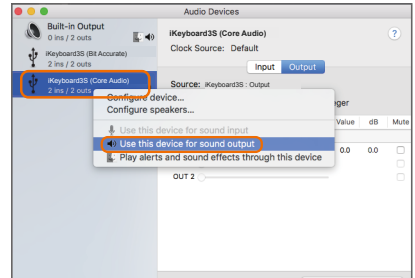 Audio Devices
Built-in Output
0 ins / 2 outs
iKeyboard3S (Bit Accurate)
2 ins / 2 outs
iKeyboard3S (Core Audio)
2 ins / 2 outs
iKeyboard3S (Core Audio)
?
Clock Source: Default
Input Output
Source: iKeyboard3S : Output
Configure device...
Configure speakers...
Use this device for sound input
Use this device for sound output
Play alerts and sound effects through this device
Value dB Mute
0.0 0.0
OUT 2